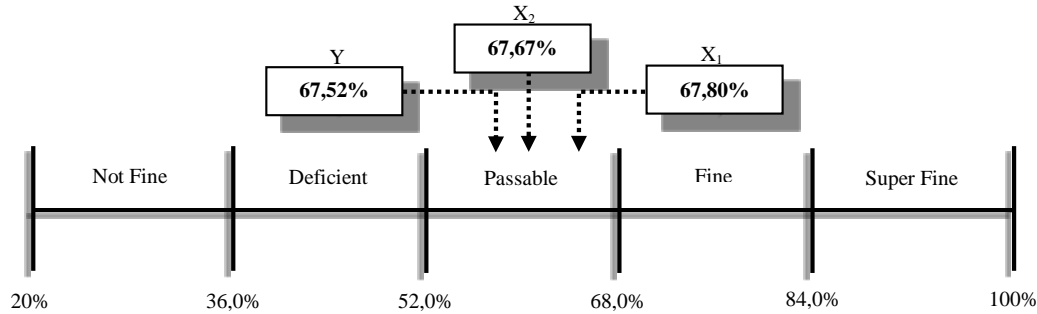 X2
67,67%
Y
67,52%
X1
67,80%
Not Fine
Deficient
Passable
Fine
Super Fine
20%
36,0%
52,0%
68,0%
84,0%
100%